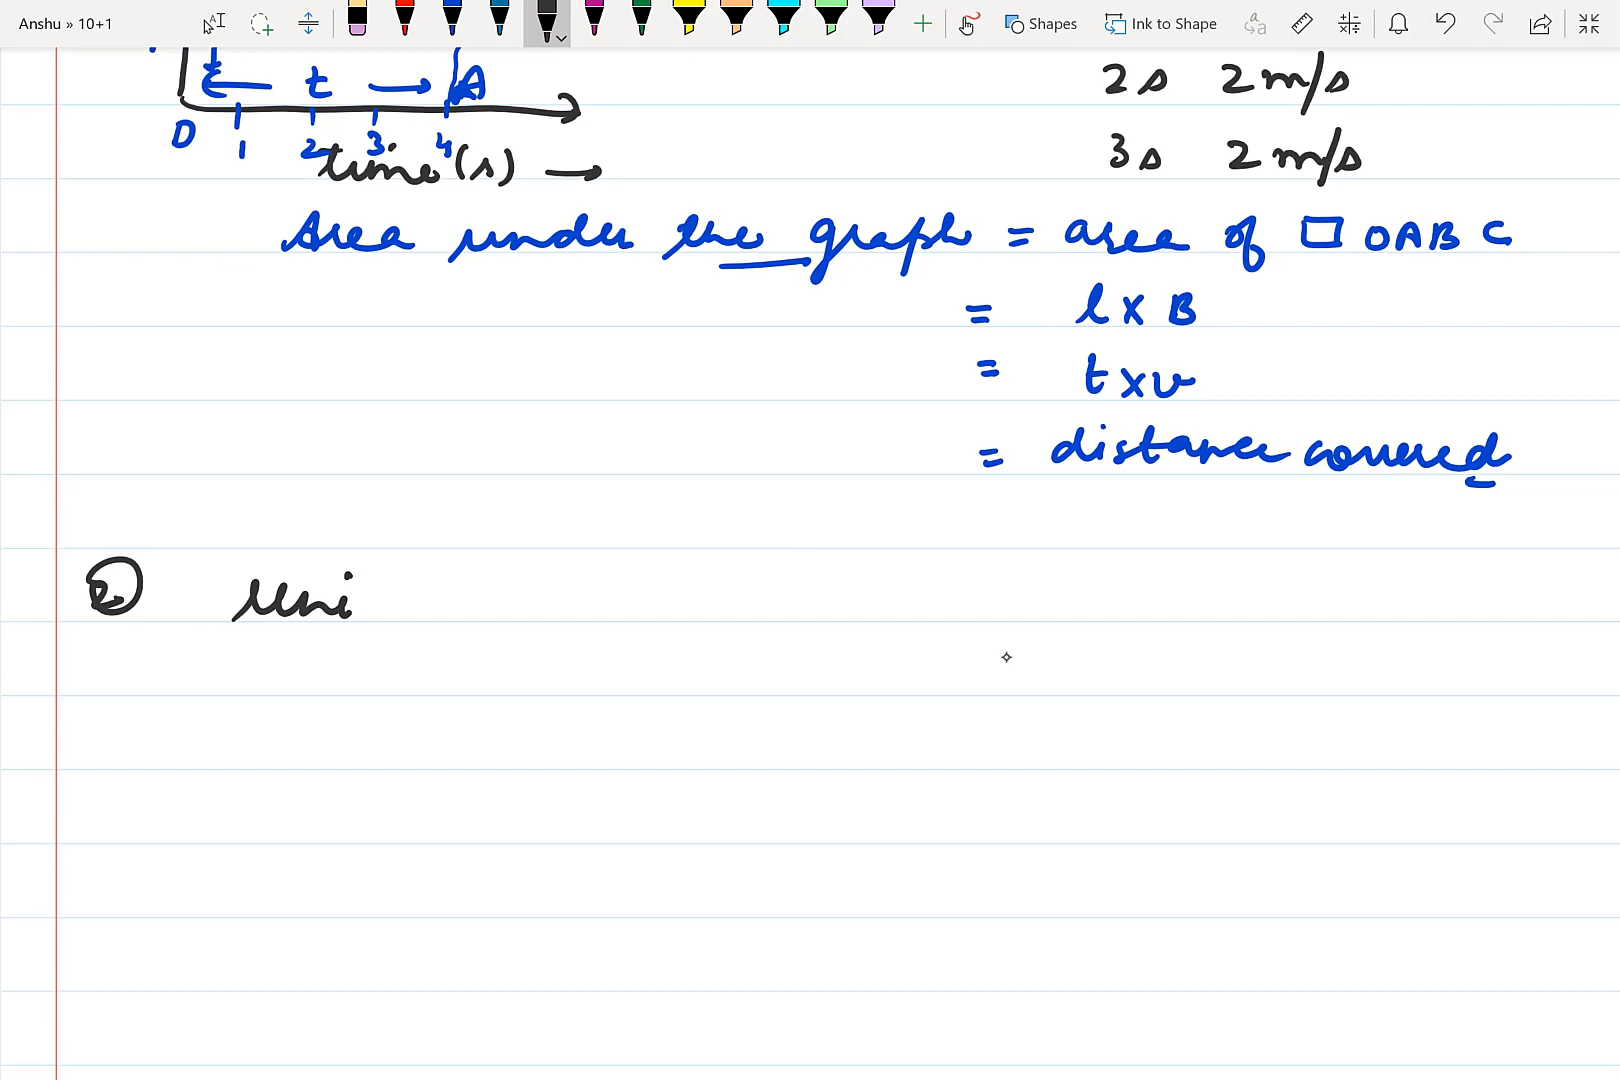 Anshu » 10+1
Shapes
Ink to Shape
t A
2s 2m/s
0 1 2 3 4
time (s) →
3s 2m/s
Area under the graph = area of □ OABC
= l × B
= t × v
= distance covered
② Uni